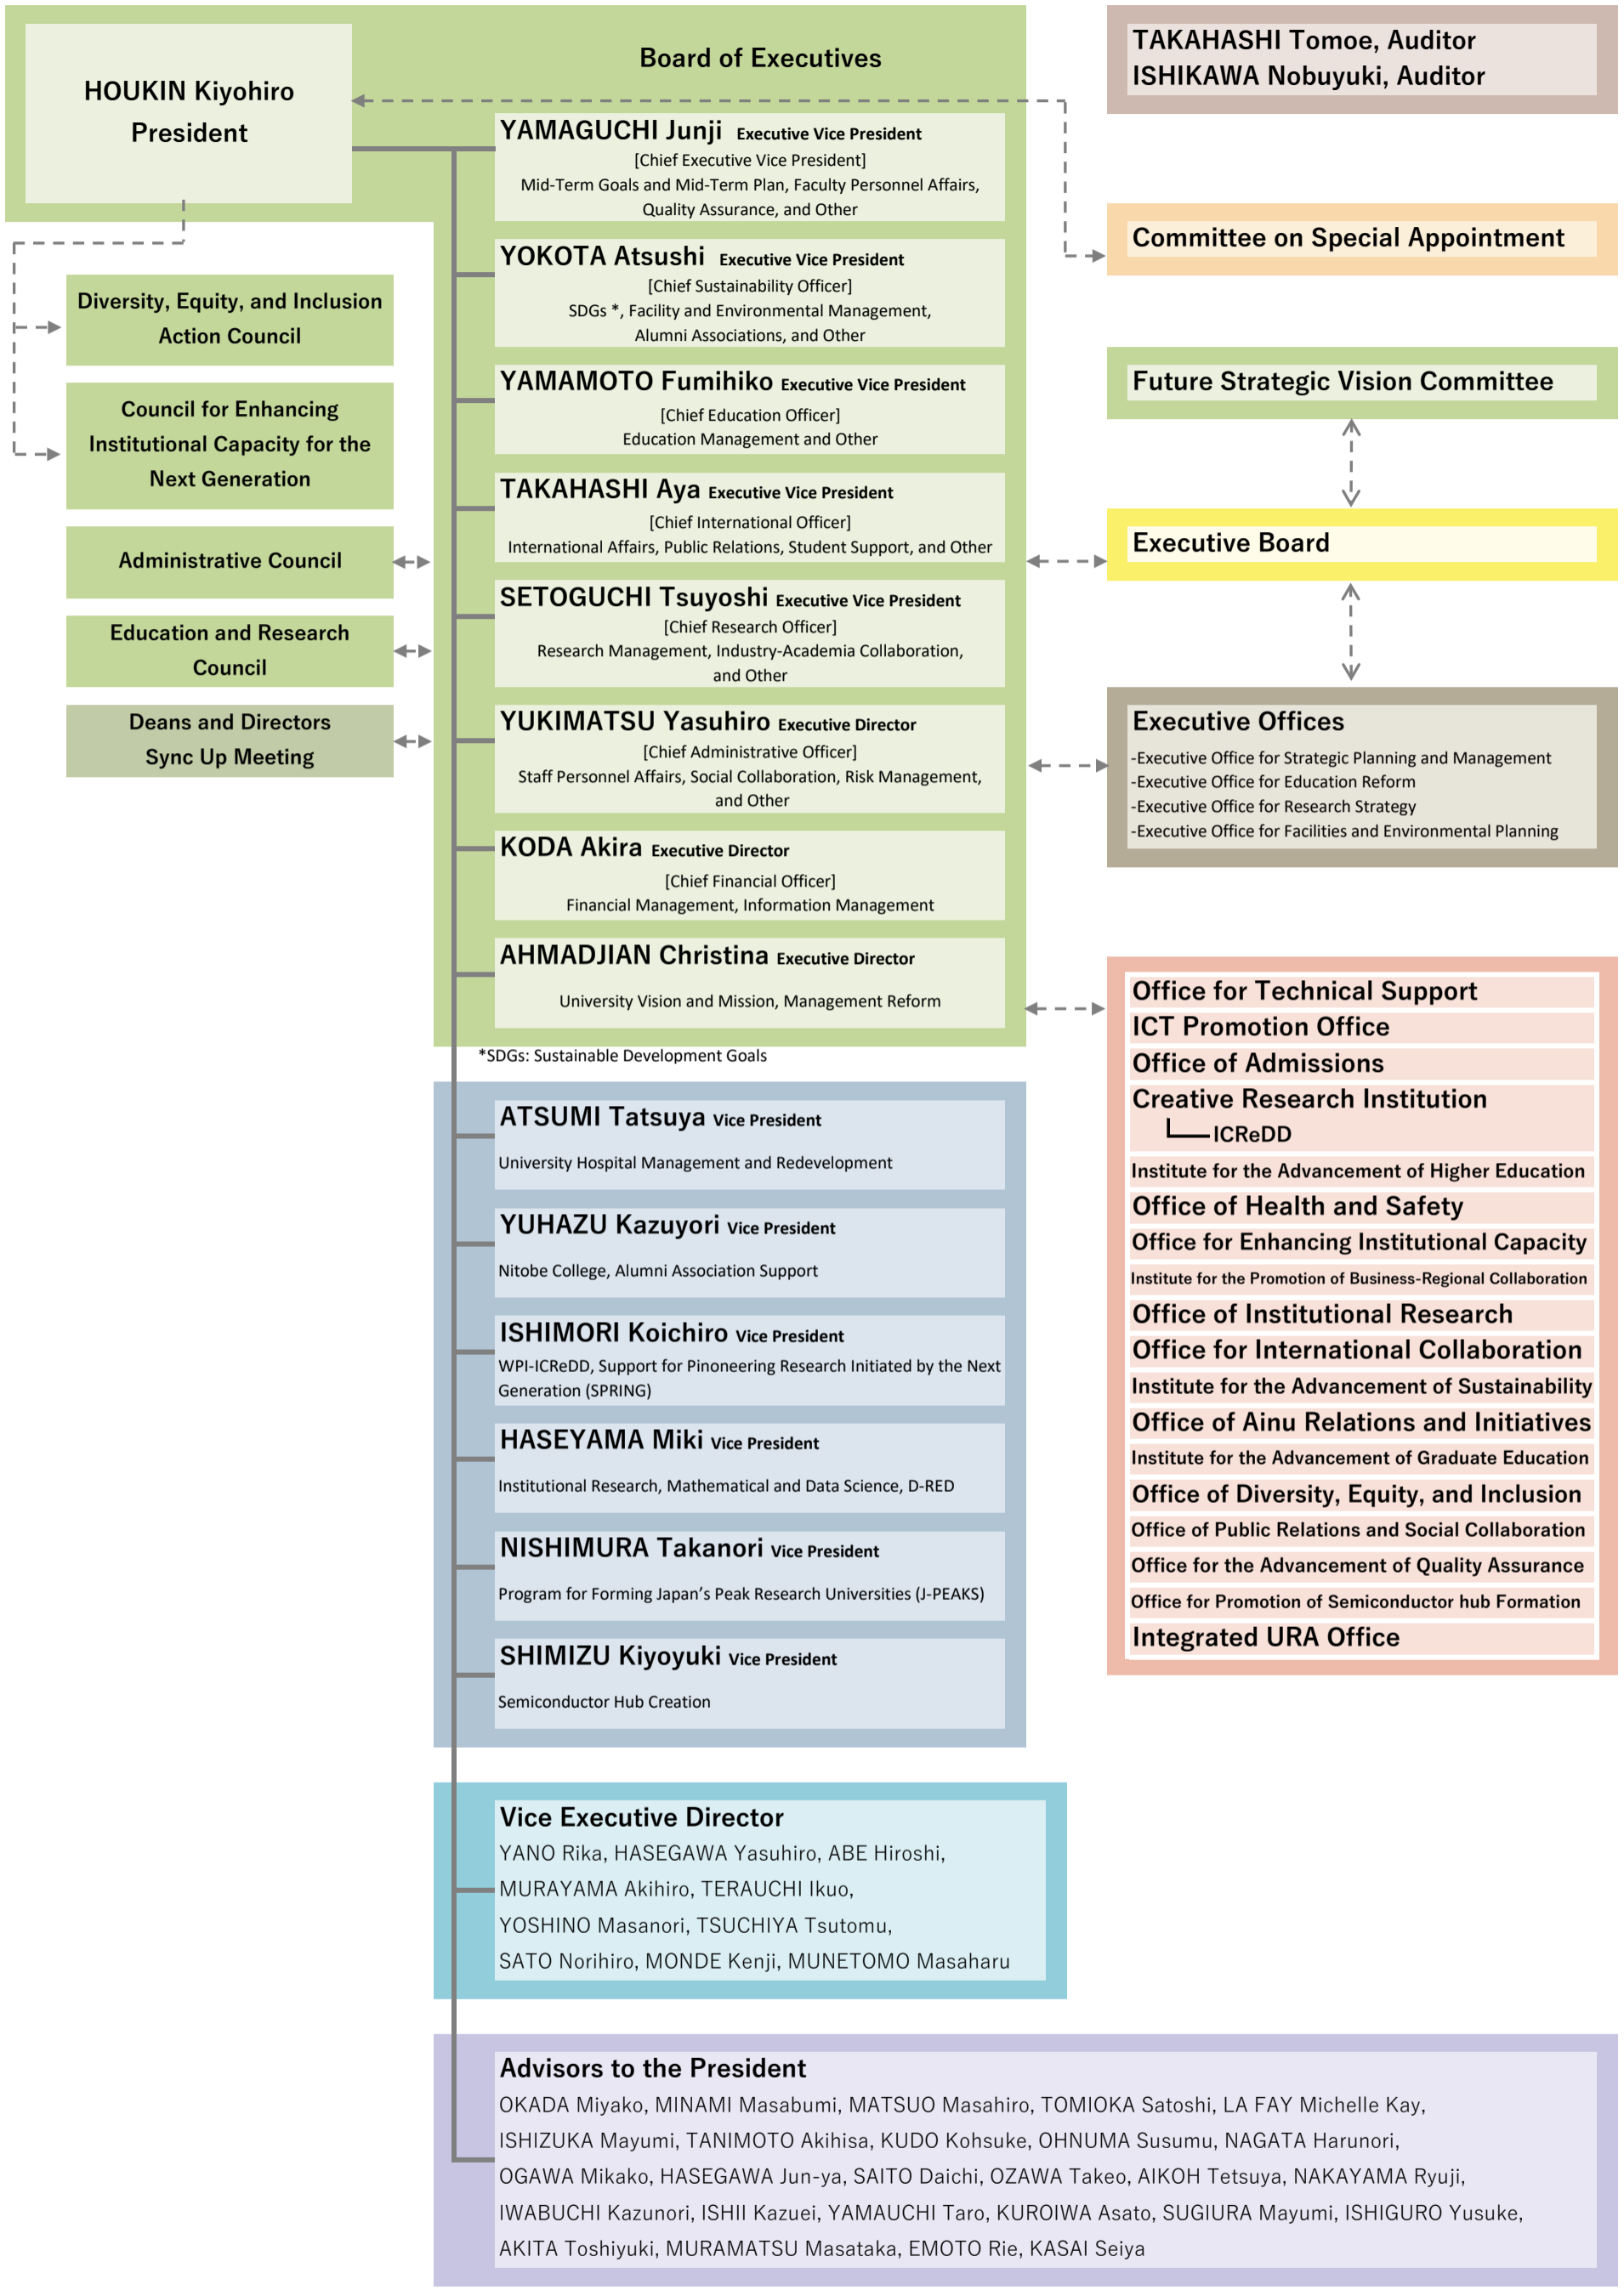 HOUKIN Kiyohiro
President
Board of Executives
YAMAGUCHI Junji Executive Vice President
[Chief Executive Vice President]
Mid-Term Goals and Mid-Term Plan, Faculty Personnel Affairs,
Quality Assurance, and Other
YOKOTA Atsushi Executive Vice President
[Chief Sustainability Officer]
SDGs *, Facility and Environmental Management,
Alumni Associations, and Other
YAMAMOTO Fumihiko Executive Vice President
[Chief Education Officer]
Education Management and Other
TAKAHASHI Aya Executive Vice President
[Chief International Officer]
International Affairs, Public Relations, Student Support, and Other
SETOGUCHI Tsuyoshi Executive Vice President
[Chief Research Officer]
Research Management, Industry-Academia Collaboration,
and Other
YUKIMATSU Yasuhiro Executive Director
[Chief Administrative Officer]
Staff Personnel Affairs, Social Collaboration, Risk Management,
and Other
KODA Akira Executive Director
[Chief Financial Officer]
Financial Management, Information Management
AHMADJIAN Christina Executive Director
University Vision and Mission, Management Reform
*SDGs: Sustainable Development Goals
Diversity, Equity, and Inclusion
Action Council
Council for Enhancing
Institutional Capacity for the
Next Generation
Administrative Council
Education and Research
Council
Deans and Directors
Sync Up Meeting
TAKAHASHI Tomoe, Auditor
ISHIKAWA Nobuyuki, Auditor
Committee on Special Appointment
Future Strategic Vision Committee
Executive Board
Executive Offices
-Executive Office for Strategic Planning and Management
-Executive Office for Education Reform
-Executive Office for Research Strategy
-Executive Office for Facilities and Environmental Planning
Office for Technical Support
ICT Promotion Office
Office of Admissions
Creative Research Institution
ICReDD
Institute for the Advancement of Higher Education
Office of Health and Safety
Office for Enhancing Institutional Capacity
Institute for the Promotion of Business-Regional Collaboration
Office of Institutional Research
Office for International Collaboration
Institute for the Advancement of Sustainability
Office of Ainu Relations and Initiatives
Institute for the Advancement of Graduate Education
Office of Diversity, Equity, and Inclusion
Office of Public Relations and Social Collaboration
Office for the Advancement of Quality Assurance
Office for Promotion of Semiconductor hub Formation
Integrated URA Office
ATSUMI Tatsuya Vice President
University Hospital Management and Redevelopment
YUHAZU Kazuyori Vice President
Nitobe College, Alumni Association Support
ISHIMORI Koichiro Vice President
WPI-ICReDD, Support for Pinoneering Research Initiated by the Next
Generation (SPRING)
HASEYAMA Miki Vice President
Institutional Research, Mathematical and Data Science, D-RED
NISHIMURA Takanori Vice President
Program for Forming Japan’s Peak Research Universities (J-PEAKS)
SHIMIZU Kiyoyuki Vice President
Semiconductor Hub Creation
Vice Executive Director
YANO Rika, HASEGAWA Yasuhiro, ABE Hiroshi,
MURAYAMA Akihiro, TERAUCHI Ikuo,
YOSHINO Masanori, TSUCHIYA Tsutomu,
SATO Norihiro, MONDE Kenji, MUNETOMO Masaharu
Advisors to the President
OKADA Miyako, MINAMI Masabumi, MATSUO Masahiro, TOMIOKA Satoshi, LA FAY Michelle Kay,
ISHIZUKA Mayumi, TANIMOTO Akihisa, KUDO Kohsuke, OHNUMA Susumu, NAGATA Harunori,
OGAWA Mikako, HASEGAWA Jun-ya, SAITO Daichi, OZAWA Takeo, AIKOH Tetsuya, NAKAYAMA Ryuji,
IWABUCHI Kazunori, ISHII Kazuei, YAMAUCHI Taro, KUROIWA Asato, SUGIURA Mayumi, ISHIGURO Yusuke,
AKITA Toshiyuki, MURAMATSU Masataka, EMOTO Rie, KASAI Seiya